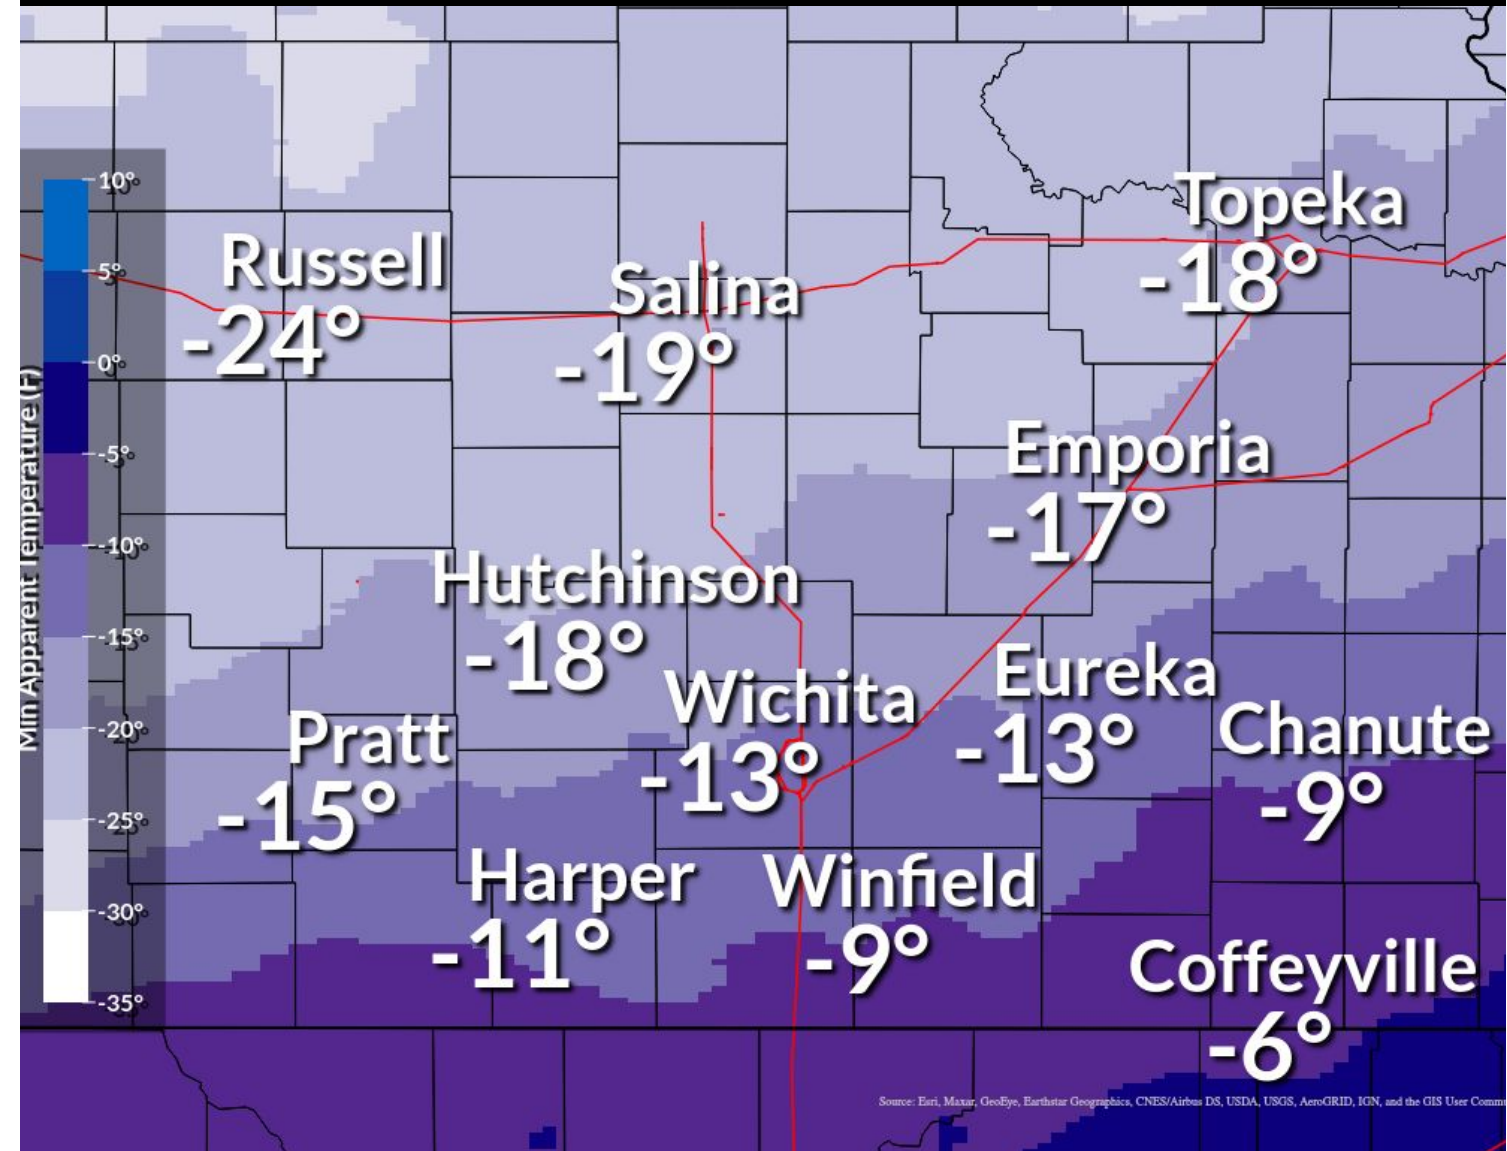 Min Apparent Temperature (F)
10°
5°
0°
-5°
-10°
-15°
-20°
-25°
-30°
-35°
Topeka
-18°
Russell
-24°
Salina
-19°
Emporia
-17°
Hutchinson
-18°
Wichita
-13°
Eureka
-13°
Chanute
-9°
Pratt
-15°
Harper
-11°
Winfield
-9°
Coffeyville
-6°
Source: Esri, Maxar, GeoEye, Earthstar Geographics, CNES/Airbus DS, USDA, USGS, AeroGRID, IGN, and the GIS User Commu